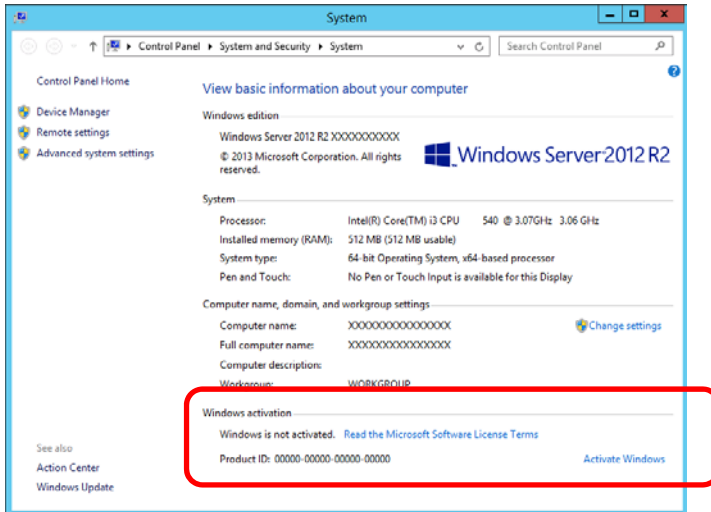 System
Control Panel ▸ System and Security ▸ System
Search Control Panel
Control Panel Home
Device Manager
Remote settings
Advanced system settings
See also
Action Center
Windows Update
View basic information about your computer
Windows edition
Windows Server 2012 R2 XXXXXXXXXX
© 2013 Microsoft Corporation. All rights
reserved.
Windows Server 2012 R2
System
Processor: Intel(R) Core(TM) i3 CPU 540 @ 3.07GHz 3.06 GHz
Installed memory (RAM): 512 MB (512 MB usable)
System type: 64-bit Operating System, x64-based processor
Pen and Touch: No Pen or Touch Input is available for this Display
Computer name, domain, and workgroup settings
Computer name: XXXXXXXXXXXXXXXX
Change settings
Full computer name: XXXXXXXXXXXXXXXX
Computer description:
Workgroup: WORKGROUP
Windows activation
Windows is not activated. Read the Microsoft Software License Terms
Product ID: 00000-00000-00000-00000
Activate Windows